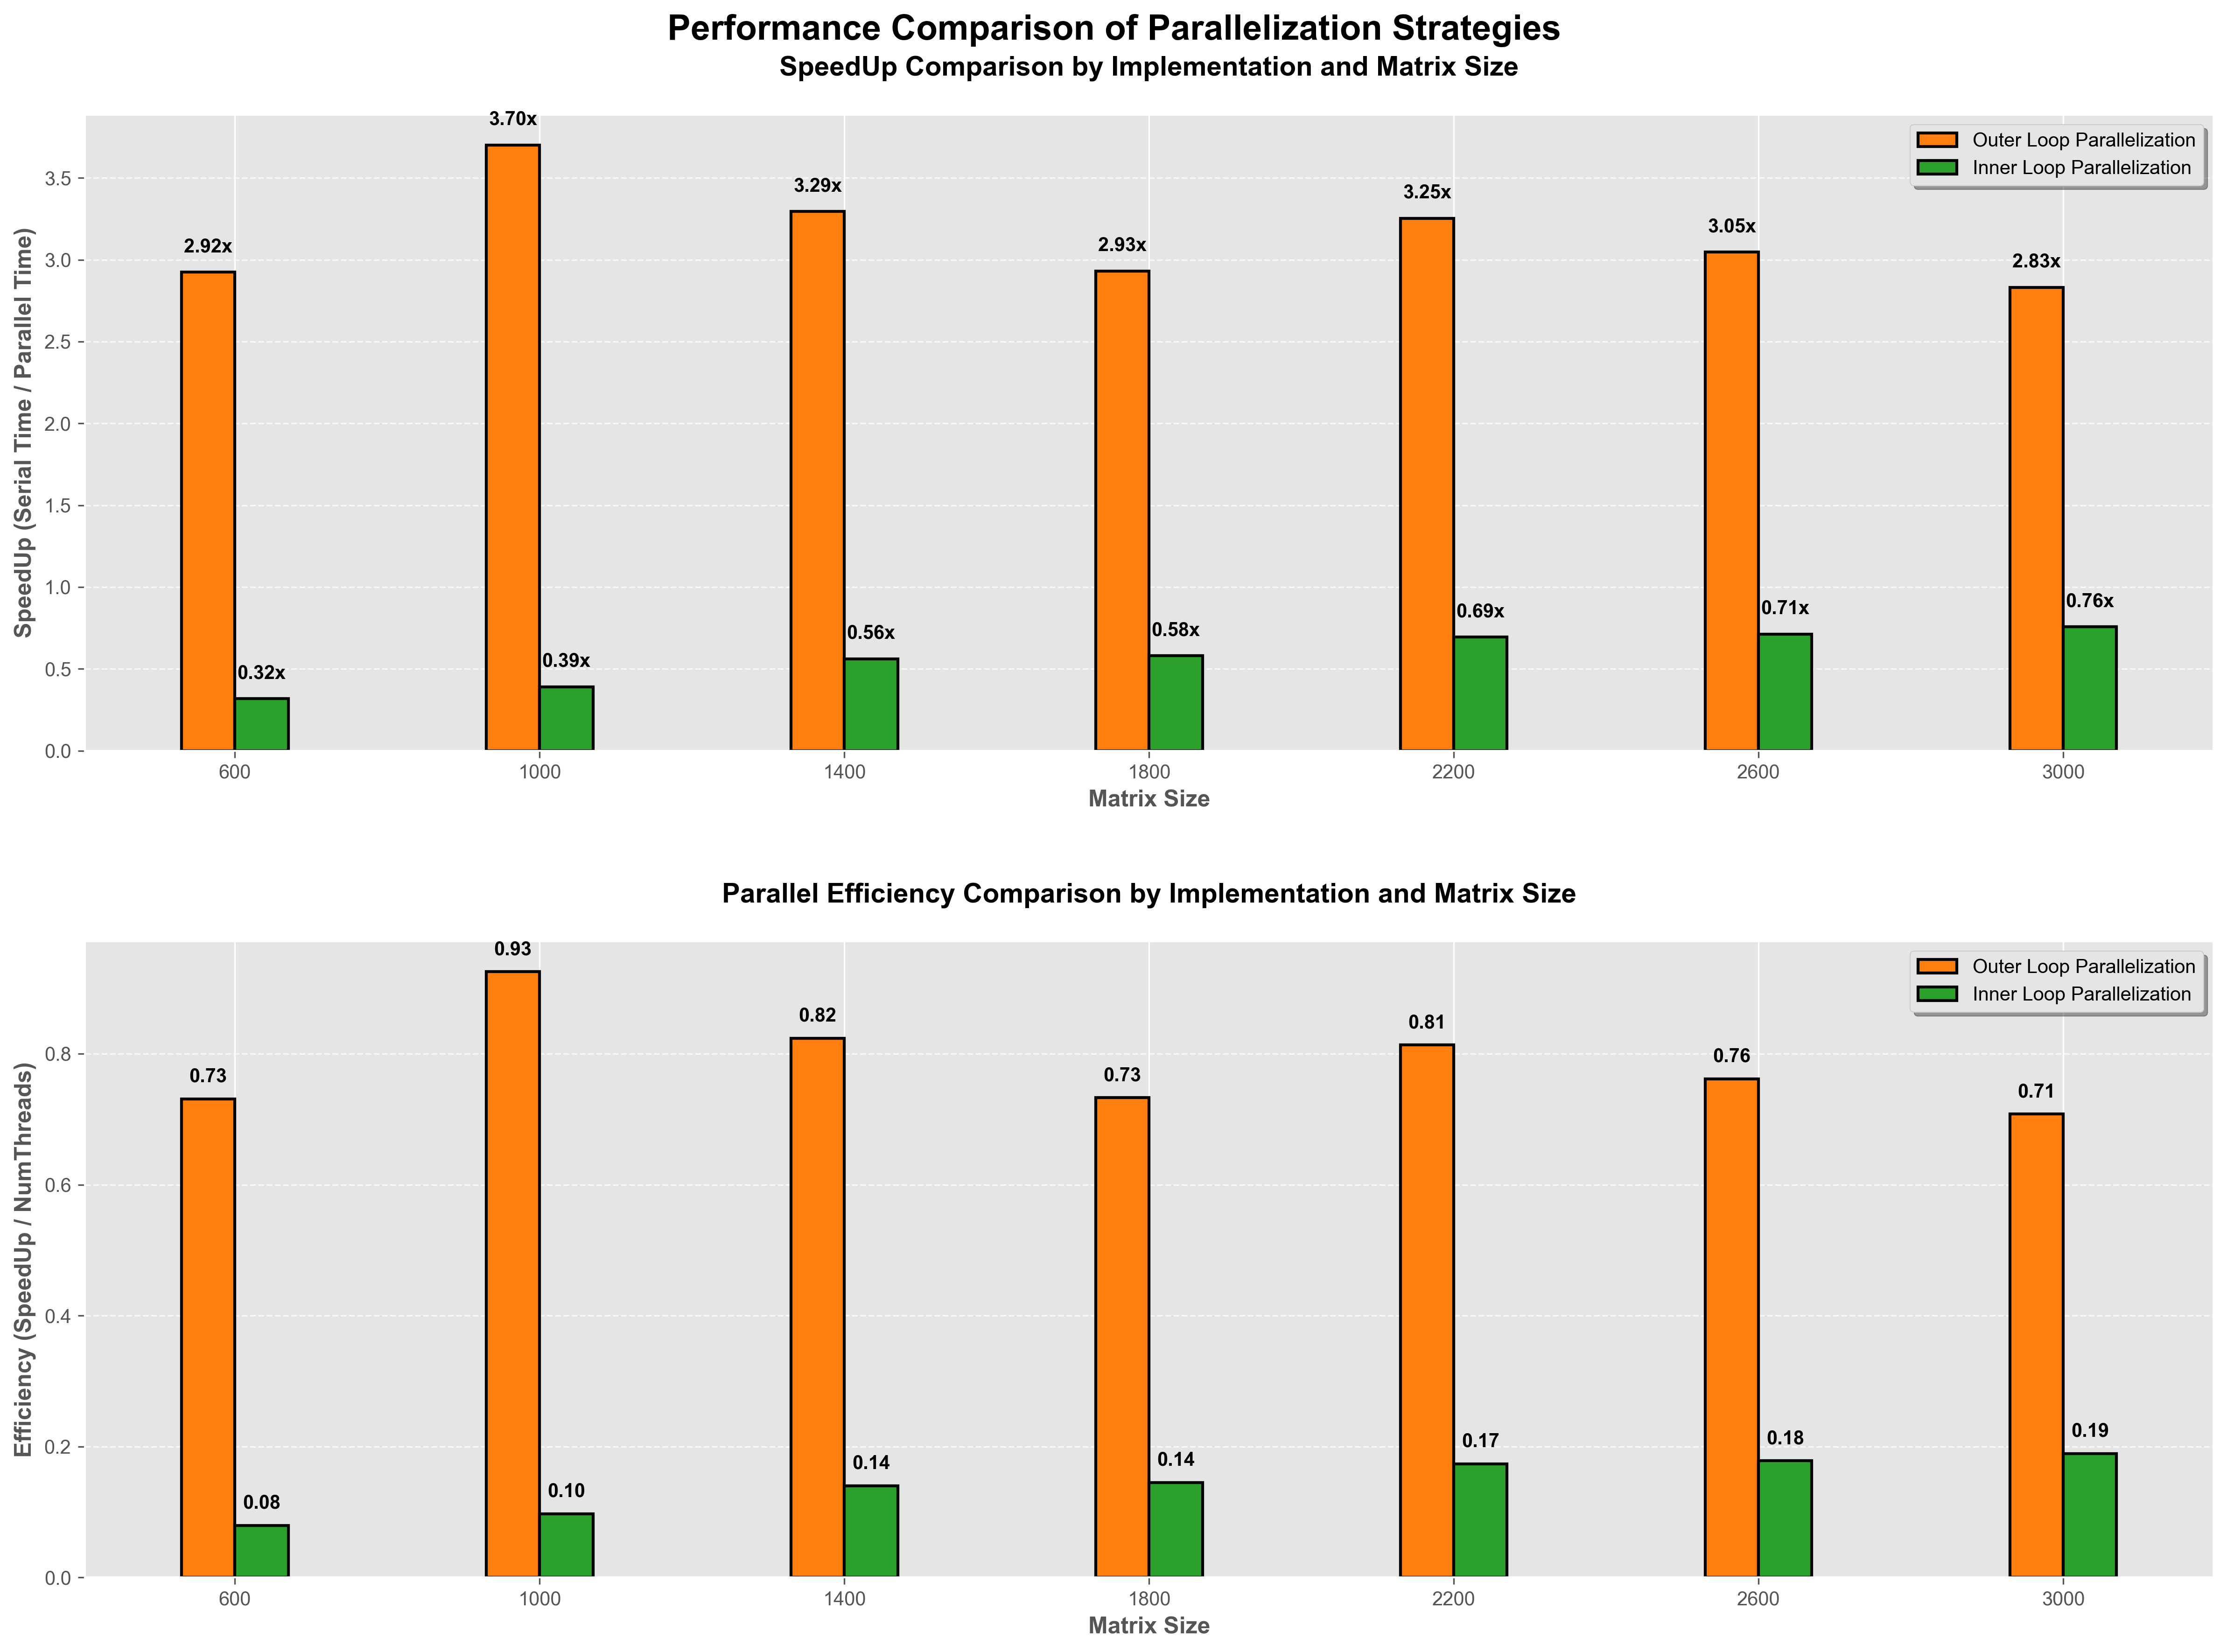 Performance Comparison of Parallelization Strategies
SpeedUp Comparison by Implementation and Matrix Size
SpeedUp (Serial Time / Parallel Time)
3.5
3.0
2.5
2.0
1.5
1.0
0.5
0.0
2.92x
0.32x
3.70x
0.39x
3.29x
0.56x
2.93x
0.58x
3.25x
0.69x
3.05x
0.71x
2.83x
0.76x
Outer Loop Parallelization
Inner Loop Parallelization
600
1000
1400
1800
2200
2600
3000
Matrix Size
Parallel Efficiency Comparison by Implementation and Matrix Size
Efficiency (SpeedUp / NumThreads)
0.8
0.6
0.4
0.2
0.0
0.73
0.08
0.93
0.10
0.82
0.14
0.73
0.14
0.81
0.17
0.76
0.18
0.71
0.19
Outer Loop Parallelization
Inner Loop Parallelization
600
1000
1400
1800
2200
2600
3000
Matrix Size